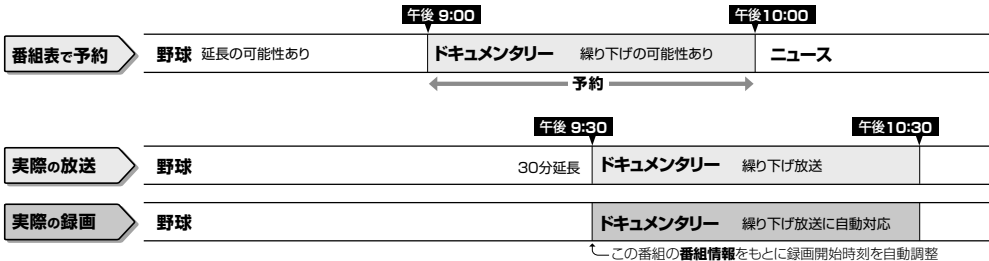 午後 9:00 午後10:00
番組表で予約 野球 延長の可能性あり ドキュメンタリー 繰り下げの可能性あり ニュース
予約
午後 9:30 午後10:30
実際の放送 野球 30分延長 ドキュメンタリー 繰り下げ放送
実際の録画 野球 ドキュメンタリー 繰り下げ放送に自動対応
この番組の番組情報をもとに録画開始時刻を自動調整